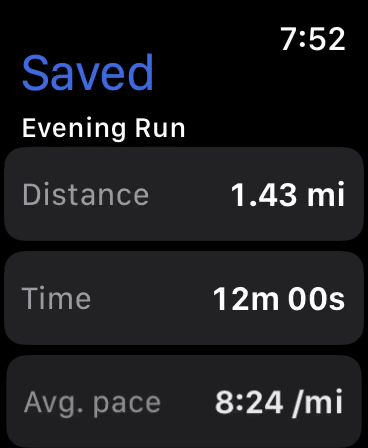 7:52
Saved
Evening Run
Distance 1.43 mi
Time 12m 00s
Avg. pace 8:24 /mi